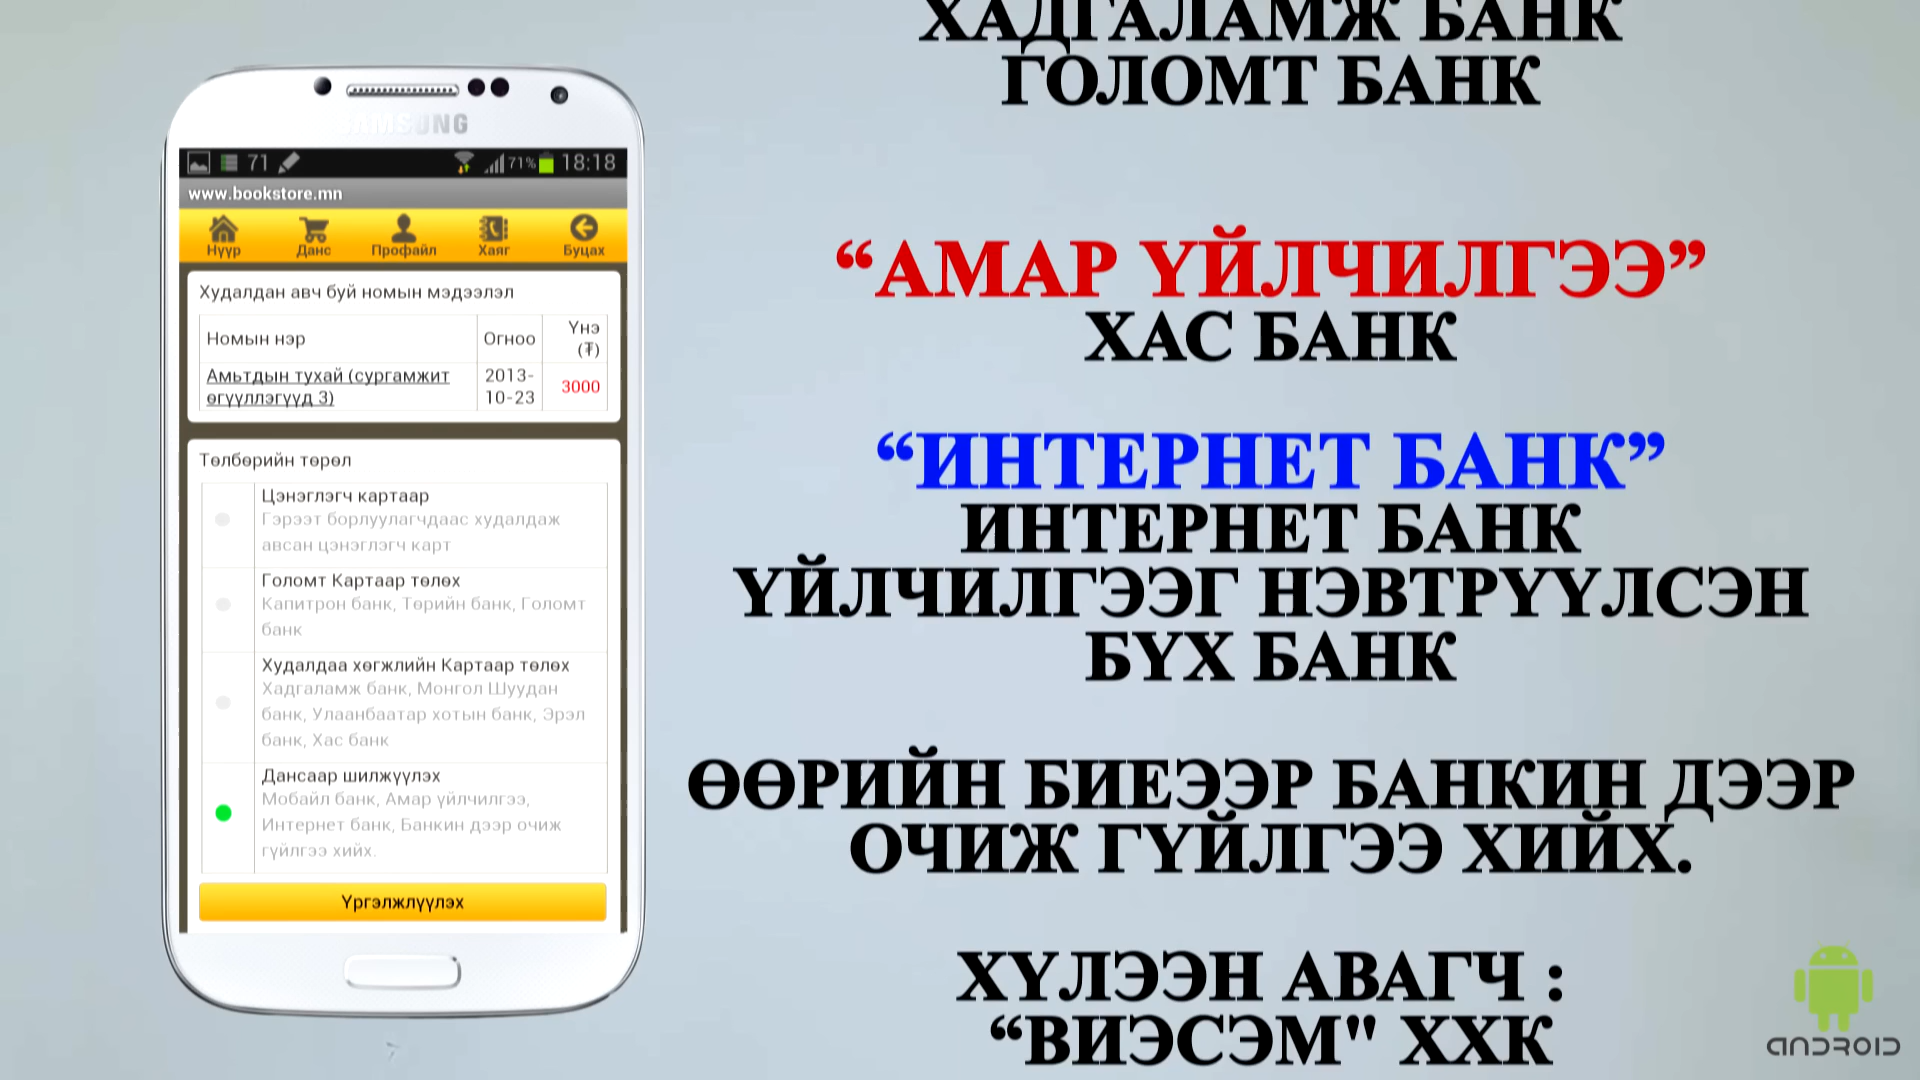 SAMSUNG
71
71%
18:18
www.bookstore.mn
Нүүр
Данс
Профайл
Хаяг
Буцах
Худалдан авч буй номын мэдээлэл
Номын нэр
Огноо
Үнэ
(₮)
Амьтдын тухай (сургамжит
өгүүллэгүүд 3)
2013-
10-23
3000
Төлбөрийн төрөл
Цэнэглэгч картаар
Гэрээт борлуулагчдаас худалдаж
авсан цэнэглэгч карт
Голомт Картаар төлөх
Капитрон банк, Төрийн банк, Голомт
банк
Худалдаа хөгжлийн Картаар төлөх
Хадгаламж банк, Монгол Шуудан
банк, Улаанбаатар хотын банк, Эрэл
банк, Хас банк
Дансаар шилжүүлэх
Мобайл банк, Амар үйлчилгээ,
Интернет банк, Банкин дээр очиж
гүйлгээ хийх.
Үргэлжлүүлэх
ХАДГАЛАМЖ БАНК
ГОЛОМТ БАНК
“АМАР ҮЙЛЧИЛГЭЭ”
ХАС БАНК
“ИНТЕРНЕТ БАНК”
ИНТЕРНЕТ БАНК
ҮЙЛЧИЛГЭЭГ НЭВТРҮҮЛСЭН
БҮХ БАНК
ӨӨРИЙН БИЕЭЭР БАНКИН ДЭЭР
ОЧИЖ ГҮЙЛГЭЭ ХИЙХ.
ХҮЛЭЭН АВАГЧ :
“ВИЭСЭМ" ХХК
ANDROID